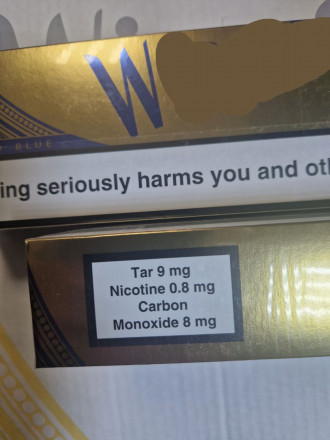 W
BLUE
ing seriously harms you and oth
Tar 9 mg
Nicotine 0.8 mg
Carbon
Monoxide 8 mg